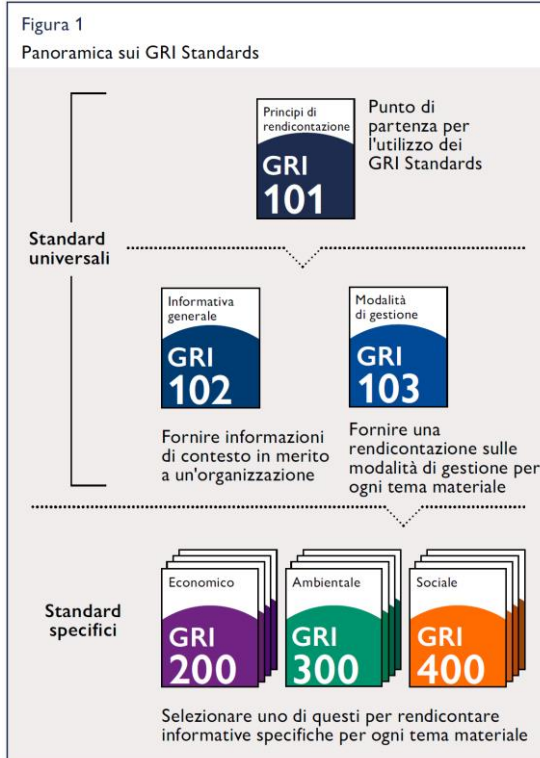 Figura 1
Panoramica sui GRI Standards
Principi di
rendicontazione
GRI
101
Punto di
partenza per
l'utilizzo dei
GRI Standards
Standard
universali
Informativa
generale
GRI
102
Modalità
di gestione
GRI
103
Fornire informazioni
di contesto in merito
a un'organizzazione
Fornire una
rendicontazione sulle
modalità di gestione per
ogni tema materiale
Standard
specifici
Economico
GRI
200
Ambientale
GRI
300
Sociale
GRI
400
Selezionare uno di questi per rendicontare
informative specifiche per ogni tema materiale